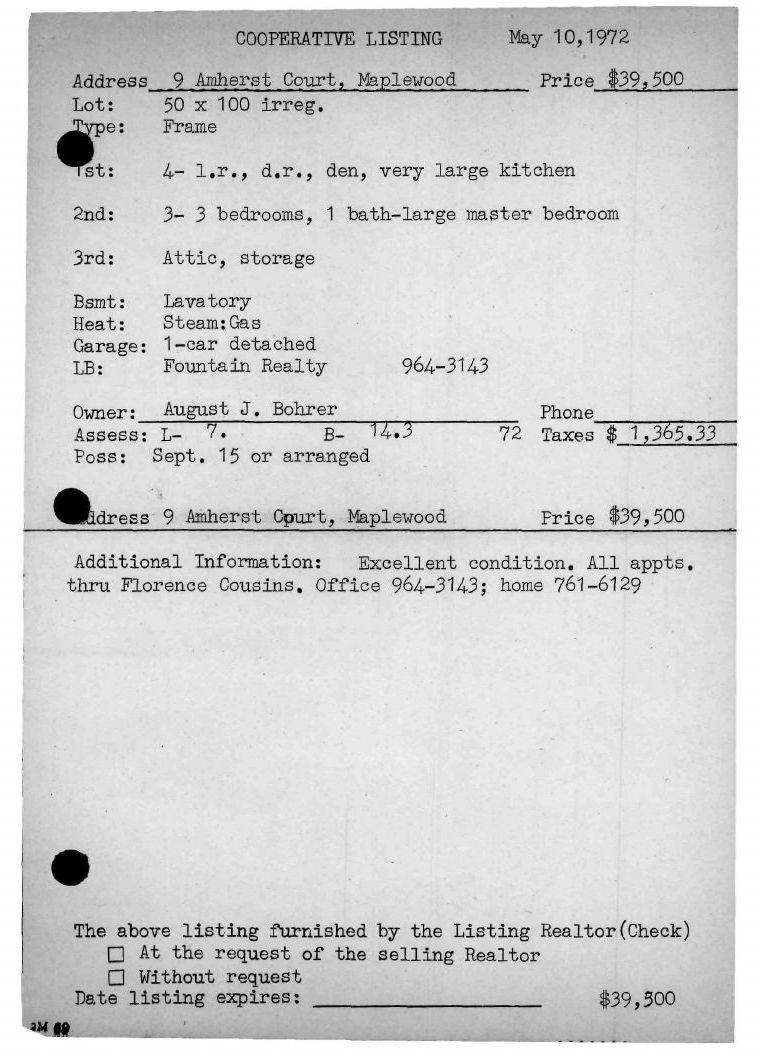 COOPERATIVE LISTING May 10,1972
Address 9 Amherst Court, Maplewood Price $39,500
Lot: 50 x 100 irreg.
Type: Frame
1st: 4- l.r., d.r., den, very large kitchen
2nd: 3- 3 bedrooms, 1 bath-large master bedroom
3rd: Attic, storage
Bsmt: Lavatory
Heat: Steam:Gas
Garage: 1-car detached
LB: Fountain Realty 964-3143
Owner: August J. Bohrer Phone
Assess: L- 7. B- 14.3 72 Taxes $ 1,365.33
Poss: Sept. 15 or arranged
Address 9 Amherst Court, Maplewood Price $39,500
Additional Information: Excellent condition. All appts.
thru Florence Cousins. Office 964-3143; home 761-6129
The above listing furnished by the Listing Realtor(Check)
☐ At the request of the selling Realtor
☐ Without request
Date listing expires: $39,500